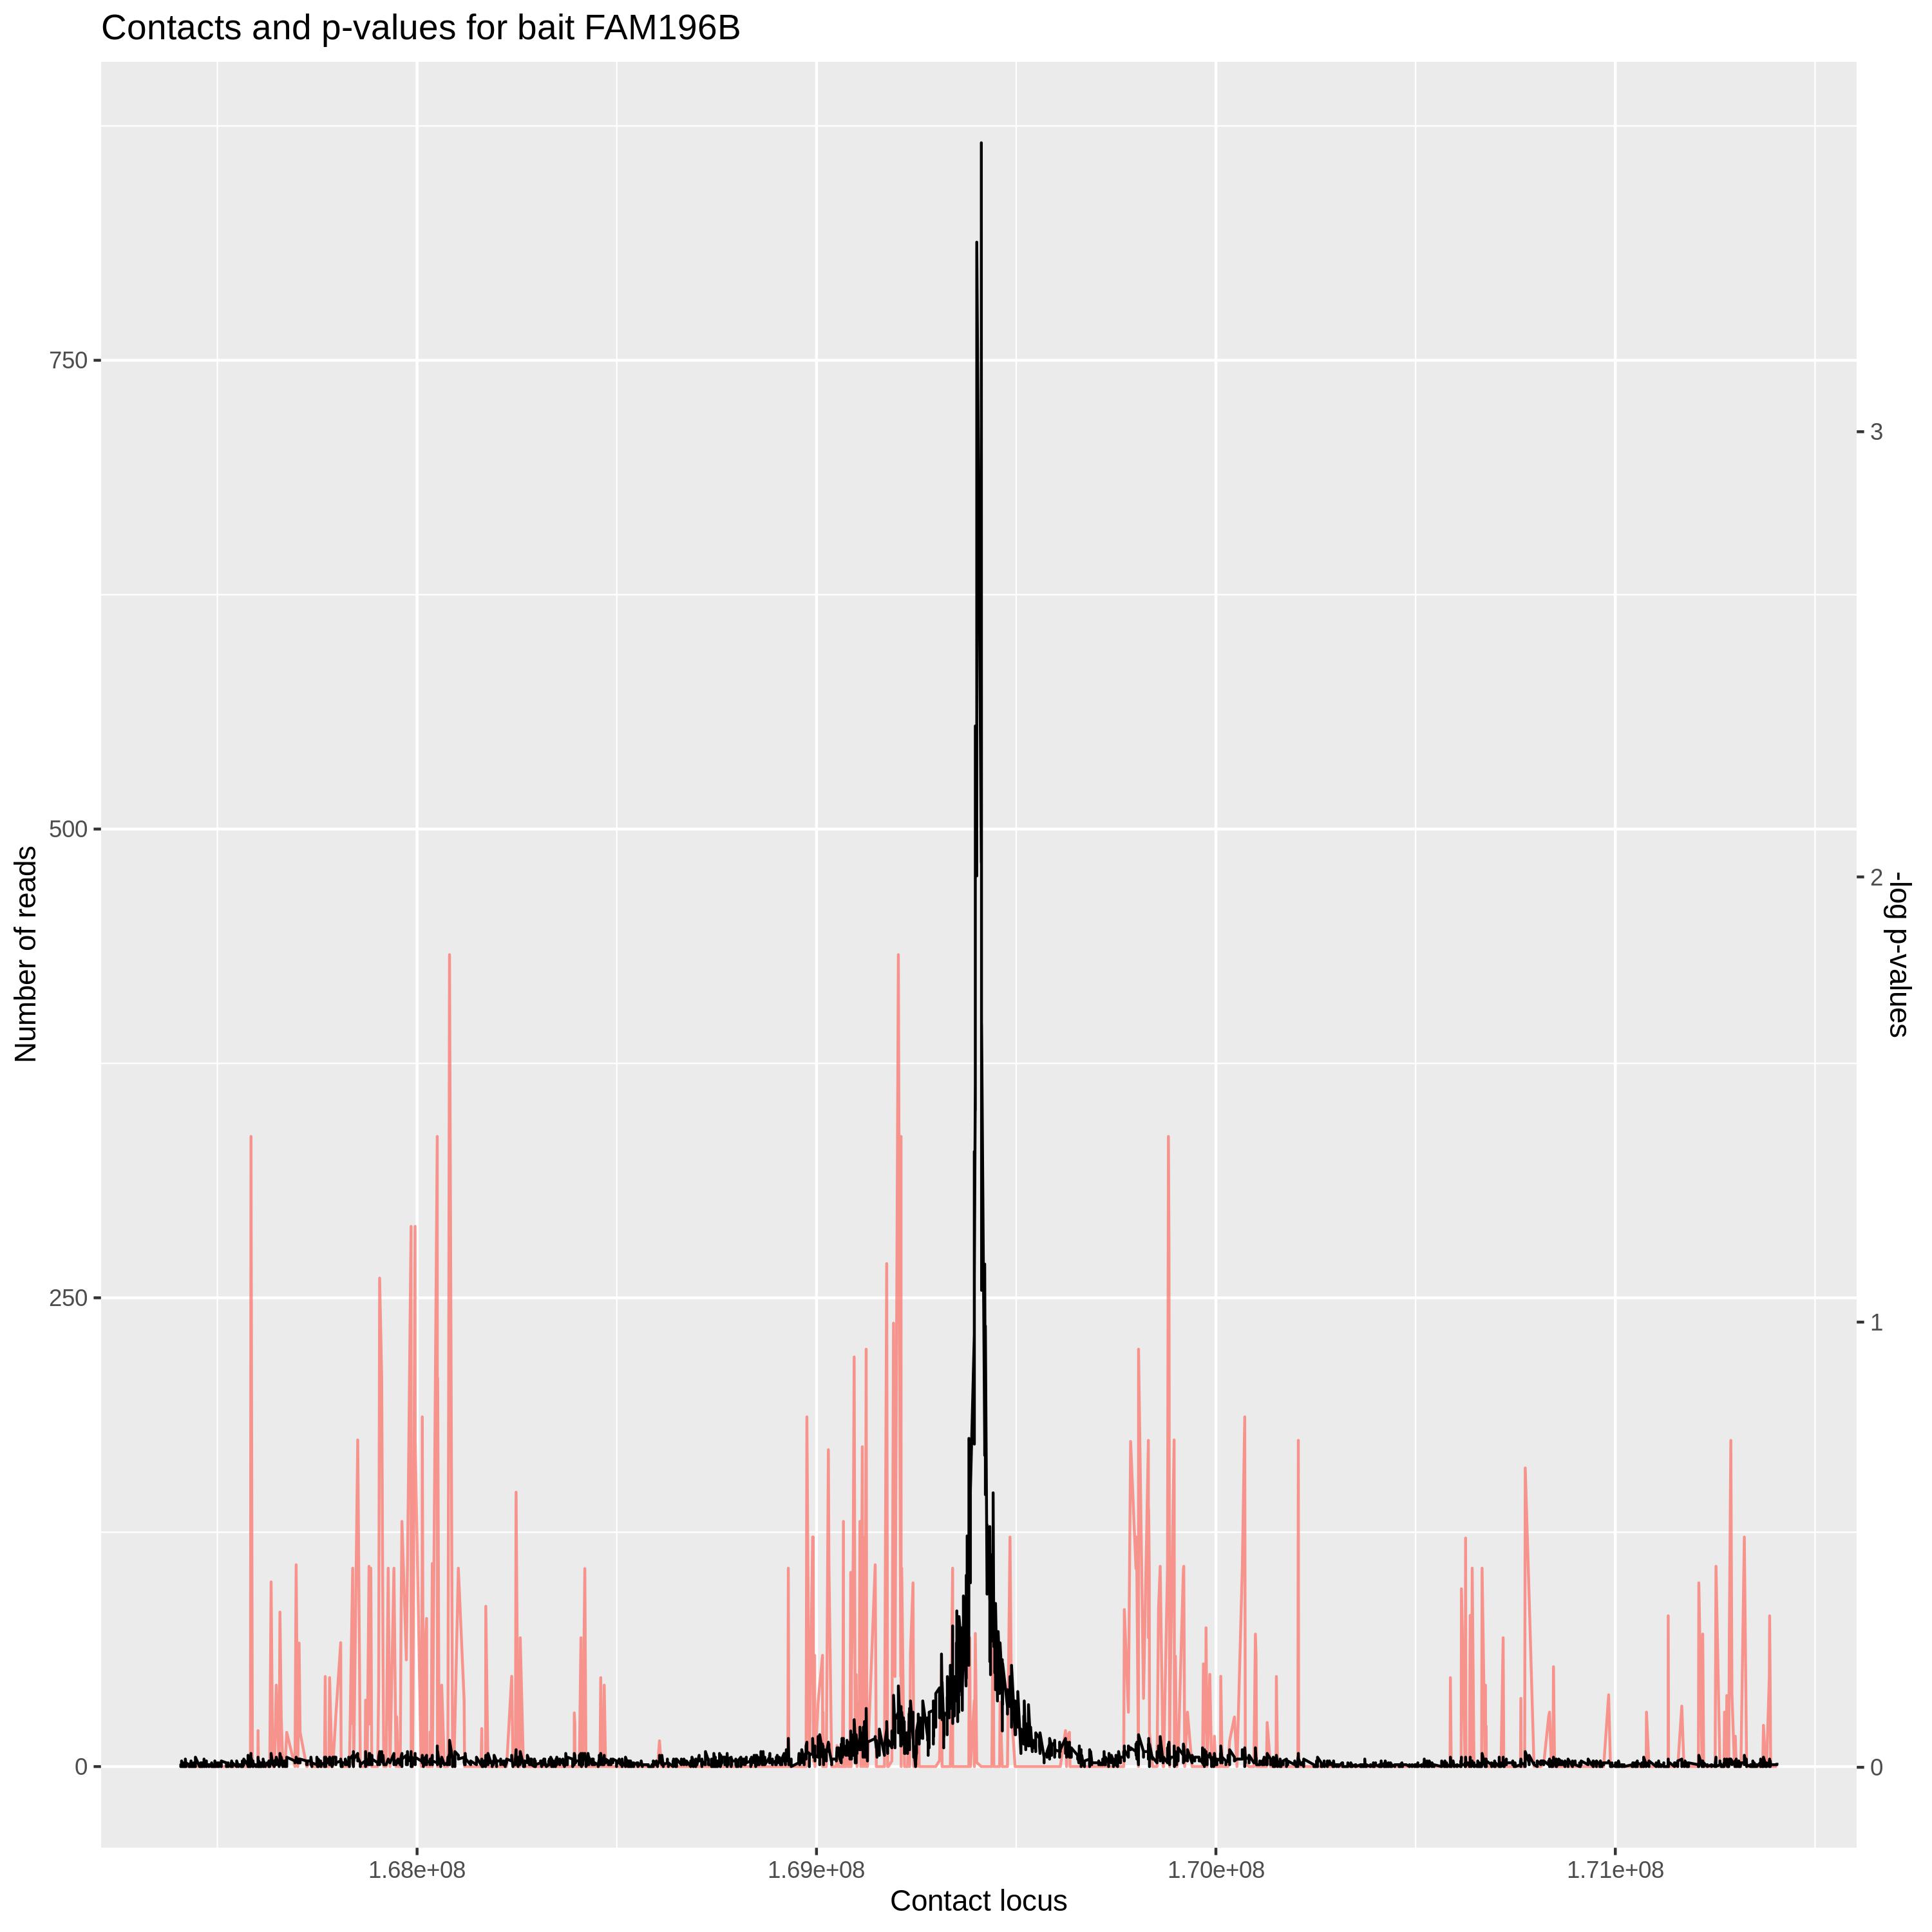 Contacts and p-values for bait FAM196B
750
500
250
0
Number of reads
3
2
1
0
-log p-values
1.68e+08
1.69e+08
1.70e+08
1.71e+08
Contact locus